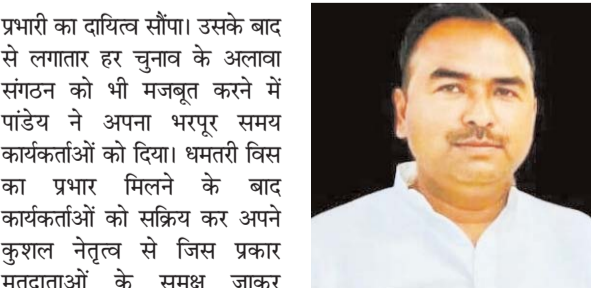 प्रभारी का दायित्व सौंपा। उसके बाद
से लगातार हर चुनाव के अलावा
संगठन को भी मजबूत करने में
पांडेय ने अपना भरपूर समय
कार्यकर्ताओं को दिया। धमतरी विस
का प्रभार मिलने के बाद
कार्यकर्ताओं को सक्रिय कर अपने
कुशल नेतृत्व से जिस प्रकार
मतदाताओं के समक्ष जाकर